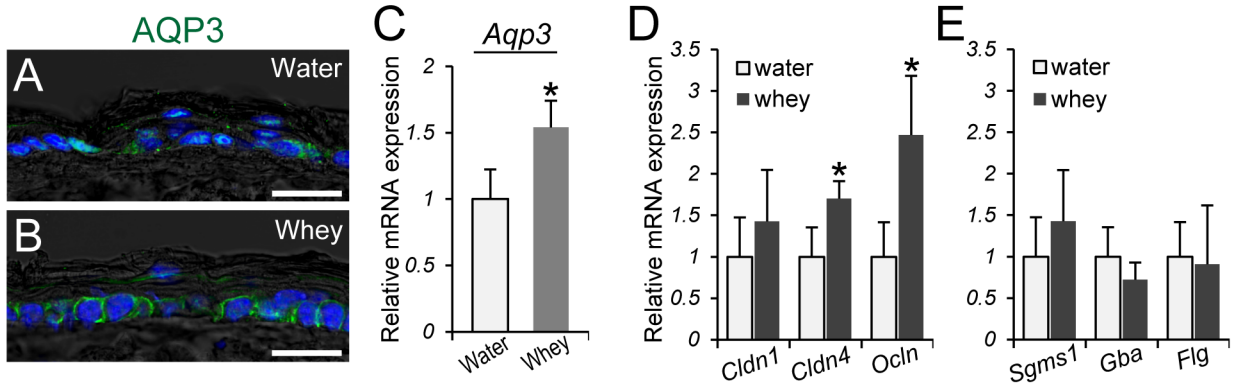 AQP3
A
Water
B
Whey
C
Aqp3
Relative mRNA expression
2
1.5
1
0.5
0
Water
Whey
*
D
Relative mRNA expression
3.5
3
2.5
2
1.5
1
0.5
0
water
whey
*
*
Cldn1
Cldn4
Ocln
E
3.5
3
2.5
2
1.5
1
0.5
0
water
whey
Sgms1
Gba
Flg